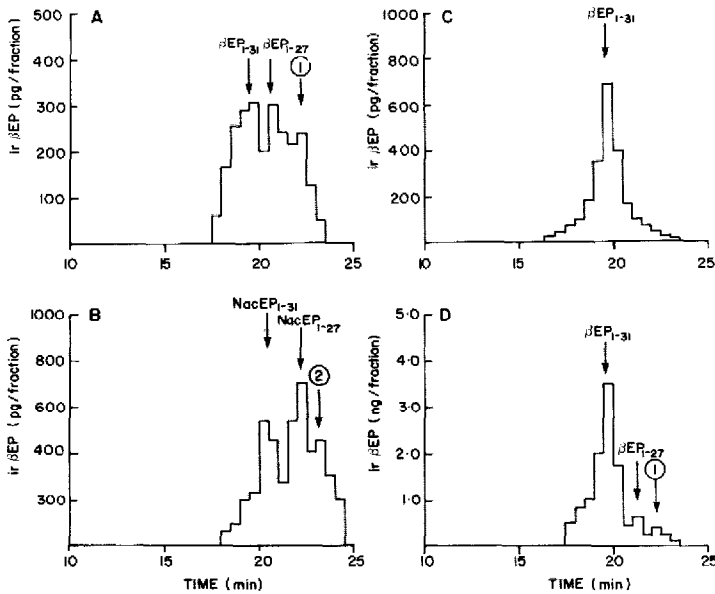 A
ir βEP (pg/fraction)
500
400
300
200
100
βEP1-31
βEP1-27
1
10
15
20
25
C
ir βEP (pg/fraction)
1000
800
600
400
200
βEP1-31
10
15
20
25
B
ir βEP (pg/fraction)
1000
800
600
400
300
NacEP1-31
NacEP1-27
2
10
15
20
25
TIME (min)
D
ir βEP (ng/fraction)
5·0
4·0
3·0
2·0
1·0
βEP1-31
βEP1-27
1
10
15
20
25
TIME (min)